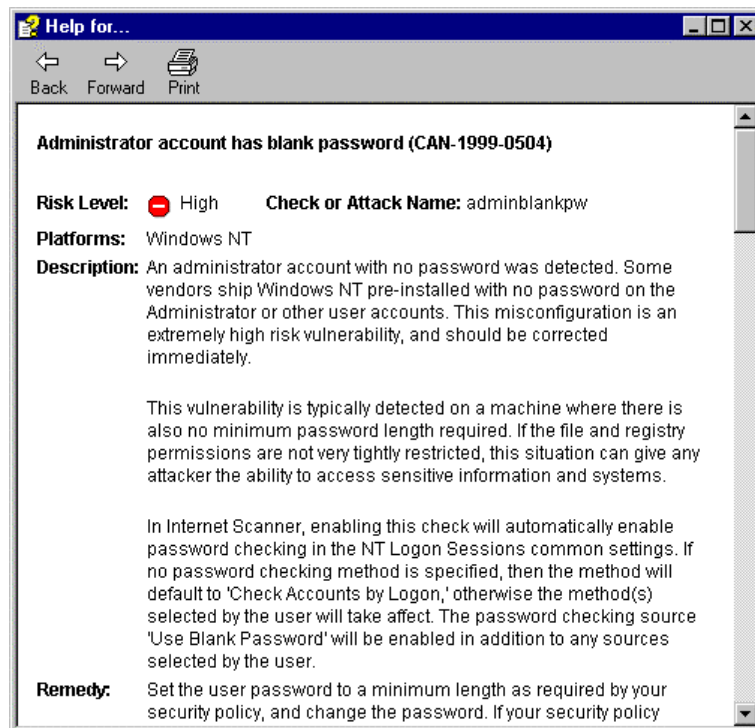 Help for...
Back Forward Print
Administrator account has blank password (CAN-1999-0504)
Risk Level: High Check or Attack Name: adminblankpw
Platforms: Windows NT
Description: An administrator account with no password was detected. Some
vendors ship Windows NT pre-installed with no password on the
Administrator or other user accounts. This misconfiguration is an
extremely high risk vulnerability, and should be corrected
immediately.
This vulnerability is typically detected on a machine where there is
also no minimum password length required. If the file and registry
permissions are not very tightly restricted, this situation can give any
attacker the ability to access sensitive information and systems.
In Internet Scanner, enabling this check will automatically enable
password checking in the NT Logon Sessions common settings. If
no password checking method is specified, then the method will
default to 'Check Accounts by Logon,' otherwise the method(s)
selected by the user will take affect. The password checking source
'Use Blank Password' will be enabled in addition to any sources
selected by the user.
Remedy: Set the user password to a minimum length as required by your
security policy, and change the password. If your security policy